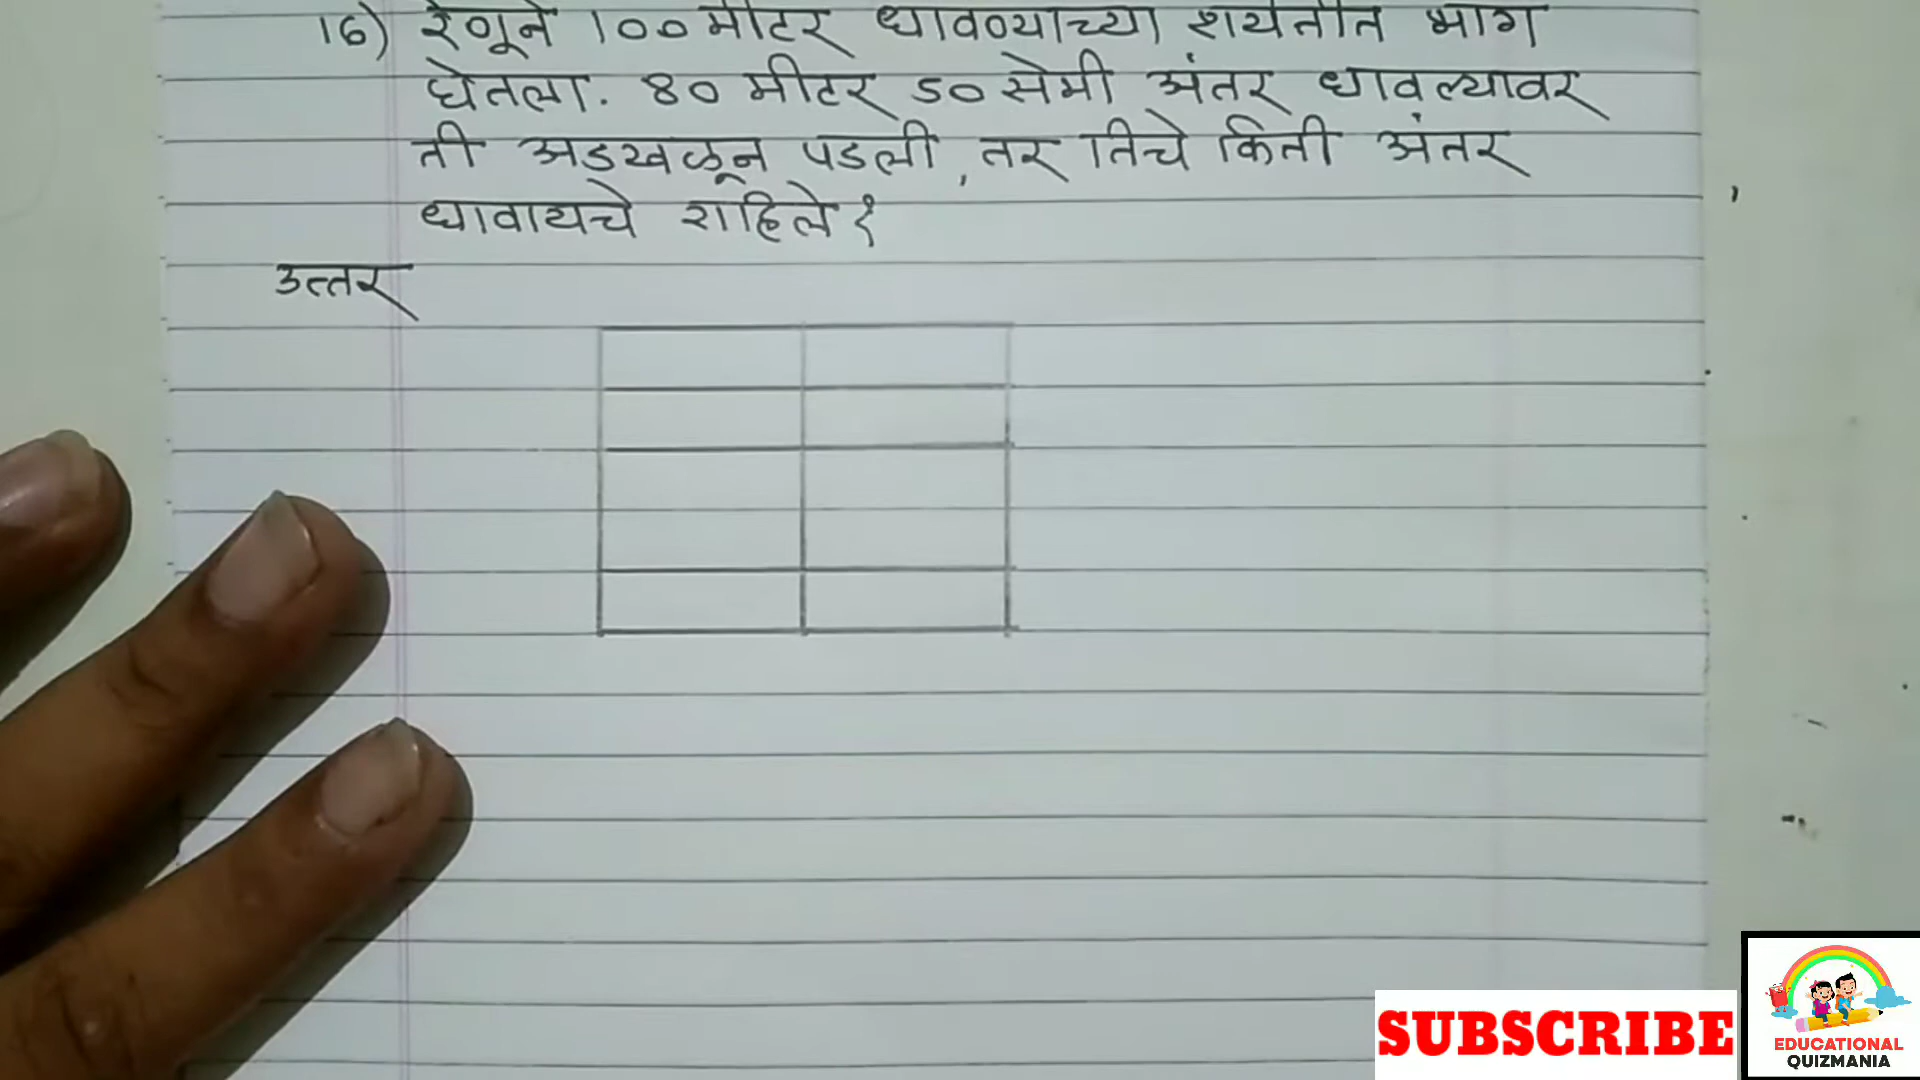 16) रेणूने 100 मीटर धावण्याच्या शर्यतीत भाग
घेतला. 80 मीटर 50 सेमी अंतर धावल्यावर
ती अडखळून पडली, तर तिचे किती अंतर
धावायचे राहिले?
उत्तर
SUBSCRIBE
EDUCATIONAL
QUIZMANIA